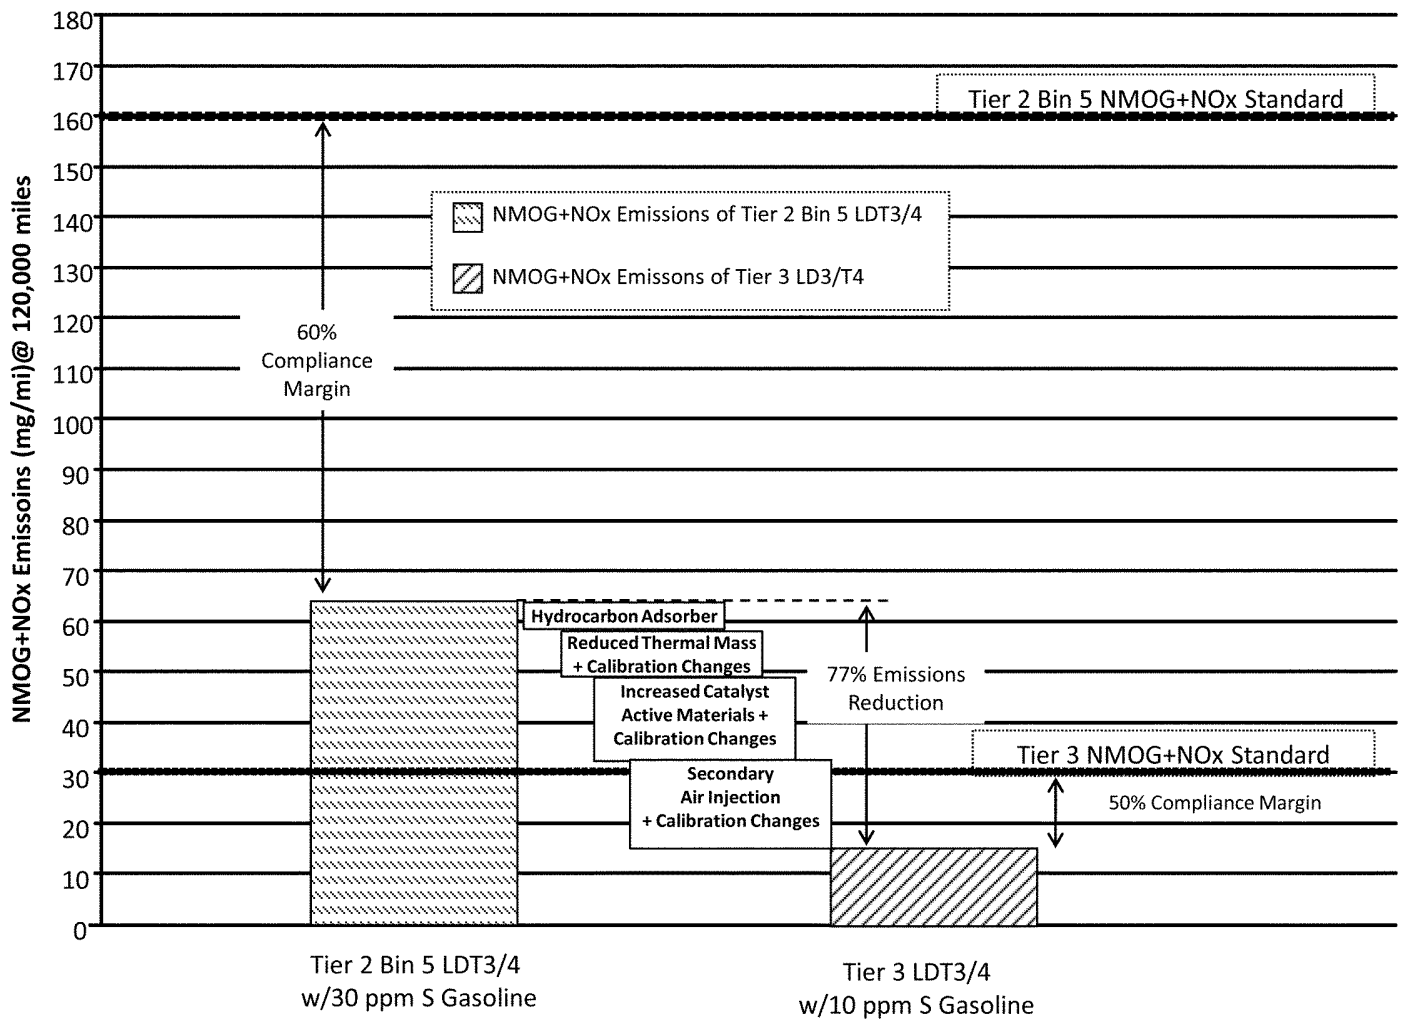 180
170
Tier 2 Bin 5 NMOG+NOx Standard
160
150
NMOG+NOx Emissions of Tier 2 Bin 5 LDT3/4
140
NMOG+NOx Emissons of Tier 3 LD3/T4
130
120
60%
Compliance
Margin
110
100
90
80
70
60
50
40
30
20
10
0
NMOG+NOx Emissoins (mg/mi)@ 120,000 miles
Hydrocarbon Adsorber
Reduced Thermal Mass
+ Calibration Changes
Increased Catalyst
Active Materials +
Calibration Changes
Secondary
Air Injection
+ Calibration Changes
77% Emissions
Reduction
Tier 3 NMOG+NOx Standard
50% Compliance Margin
Tier 2 Bin 5 LDT3/4
w/30 ppm S Gasoline
Tier 3 LDT3/4
w/10 ppm S Gasoline